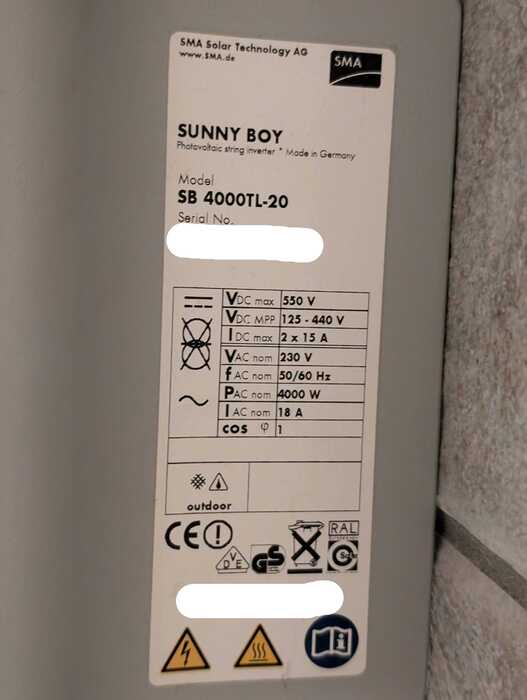 SMA Solar Technology AG
www.SMA.de
SMA
SUNNY BOY
Photovoltaic string inverter * Made in Germany
Model
SB 4000TL-20
Serial No.
VDC max 550 V
VDC MPP 125 - 440 V
IDC max 2 x 15 A
VAC nom 230 V
fAC nom 50/60 Hz
PAC nom 4000 W
IAC nom 18 A
cos φ 1
outdoor
CE
RAL
DVE
GS
i